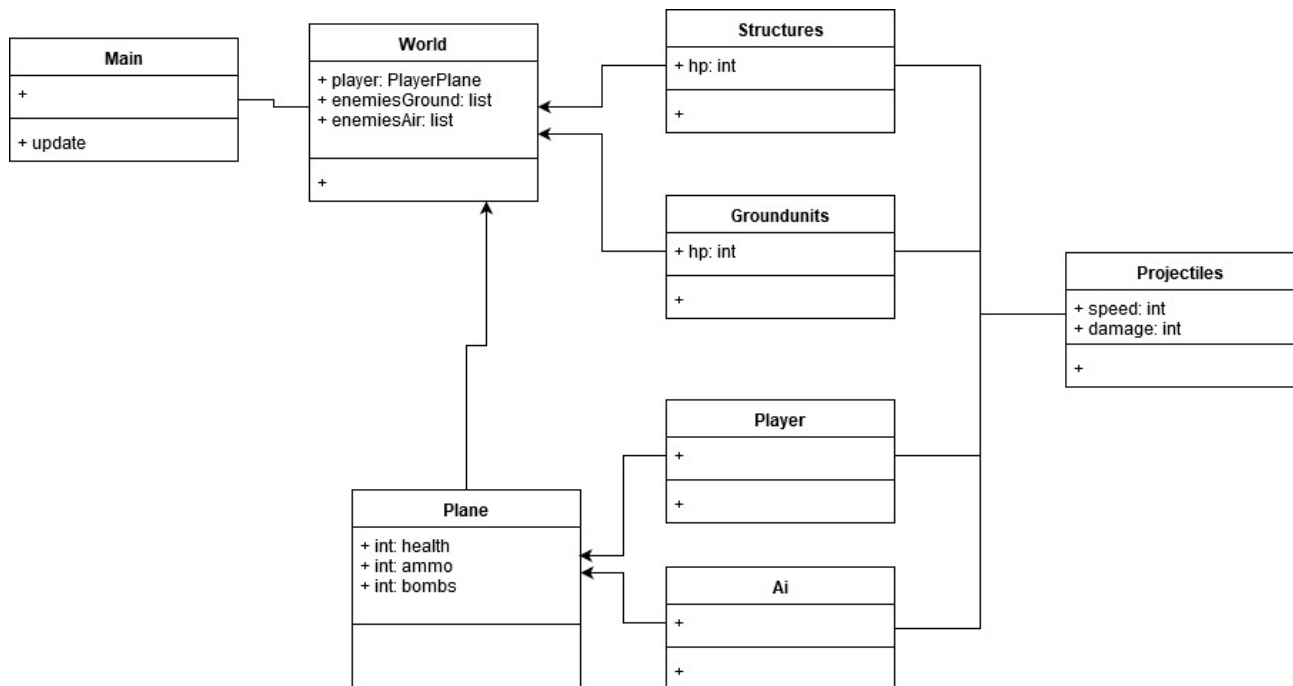 Main
+
+ update
World
+ player: PlayerPlane
+ enemiesGround: list
+ enemiesAir: list
+
Structures
+ hp: int
+
Groundunits
+ hp: int
+
Projectiles
+ speed: int
+ damage: int
+
Player
+
+
Plane
+ int: health
+ int: ammo
+ int: bombs
Ai
+
+